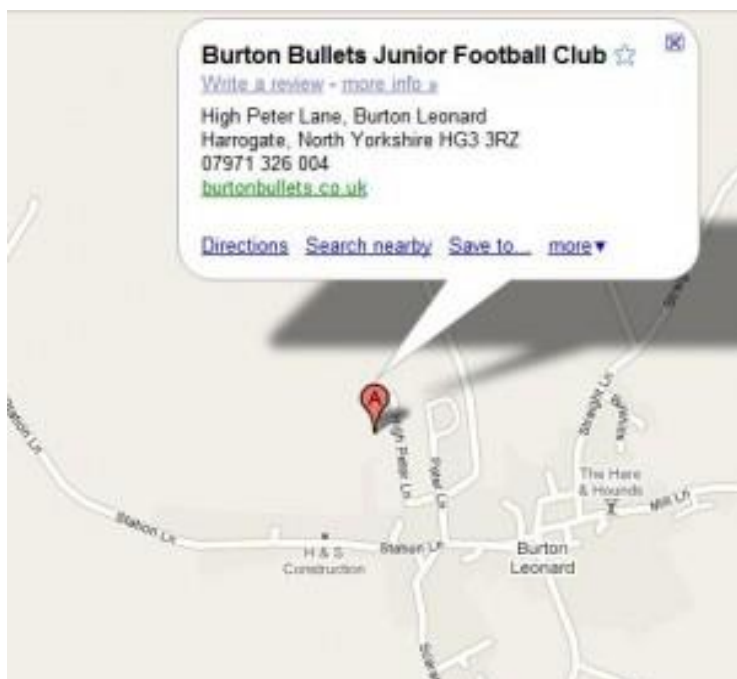 Burton Bullets Junior Football Club
Write a review - more info »
High Peter Lane, Burton Leonard
Harrogate, North Yorkshire HG3 3RZ
07971 326 004
burtonbullets.co.uk
Directions Search nearby Save to... more▼
A
High Peter Ln
Peter Ln
Straight Ln
The Hare
& Hounds
Mill Ln
Station Ln
Station Ln
H & S
Construction
Station Ln
Burton
Leonard